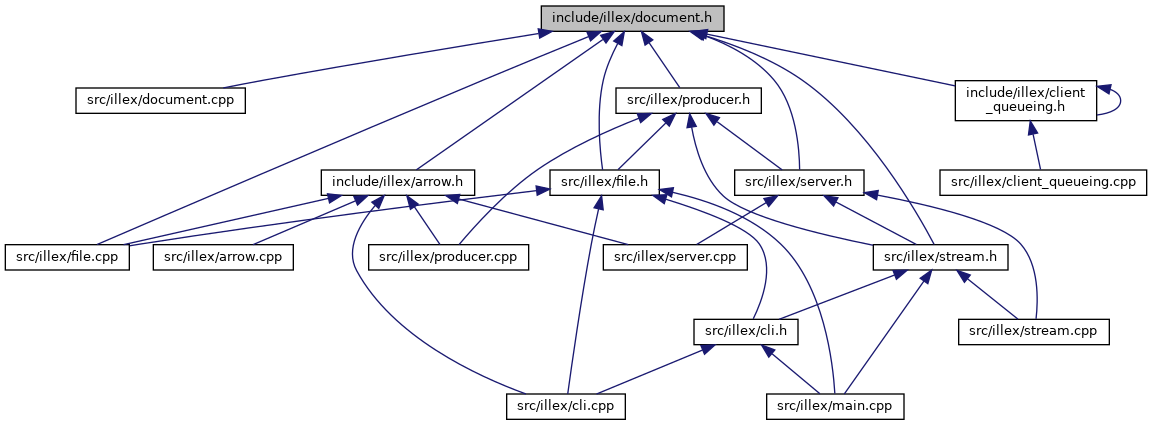 include/illex/document.h
src/illex/document.cpp
src/illex/producer.h
include/illex/client
_queueing.h
include/illex/arrow.h
src/illex/file.h
src/illex/server.h
src/illex/client_queueing.cpp
src/illex/file.cpp
src/illex/arrow.cpp
src/illex/producer.cpp
src/illex/server.cpp
src/illex/stream.h
src/illex/cli.h
src/illex/stream.cpp
src/illex/cli.cpp
src/illex/main.cpp